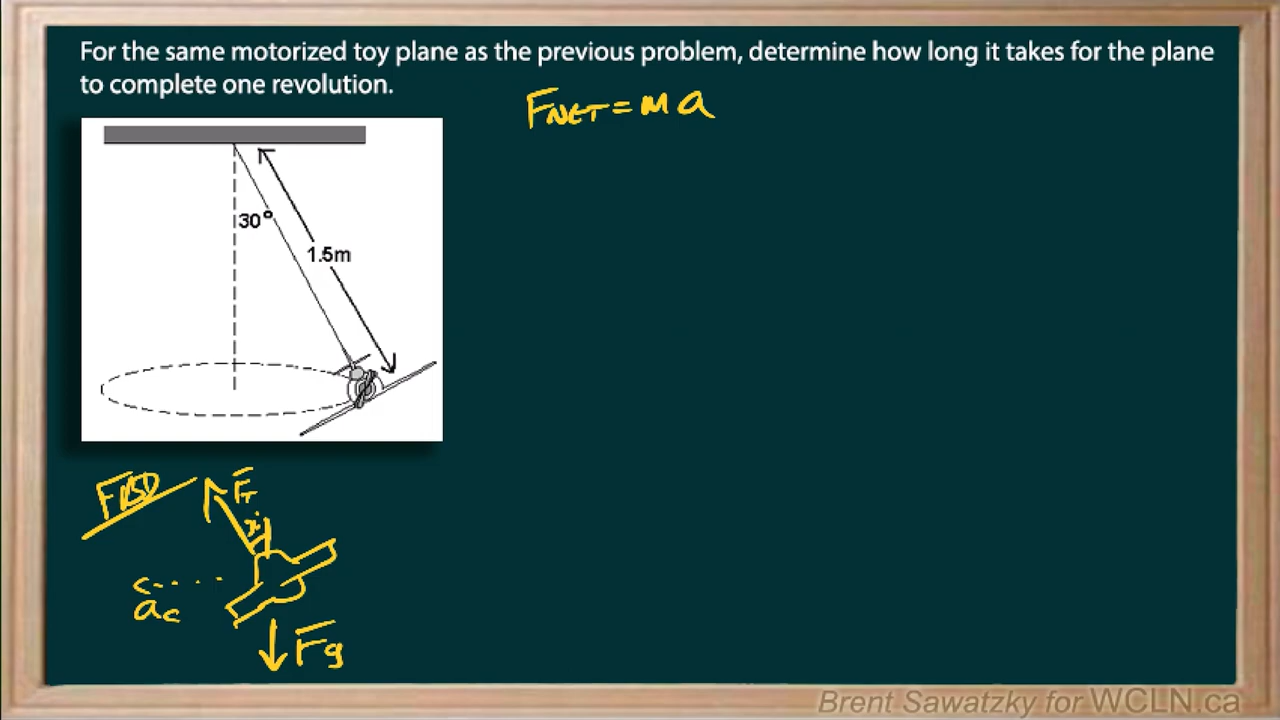 For the same motorized toy plane as the previous problem, determine how long it takes for the plane
to complete one revolution.
FNET = ma
30°
1.5m
FBD
FT
ac
Fg
Brent Sawatzky for WCLN.ca